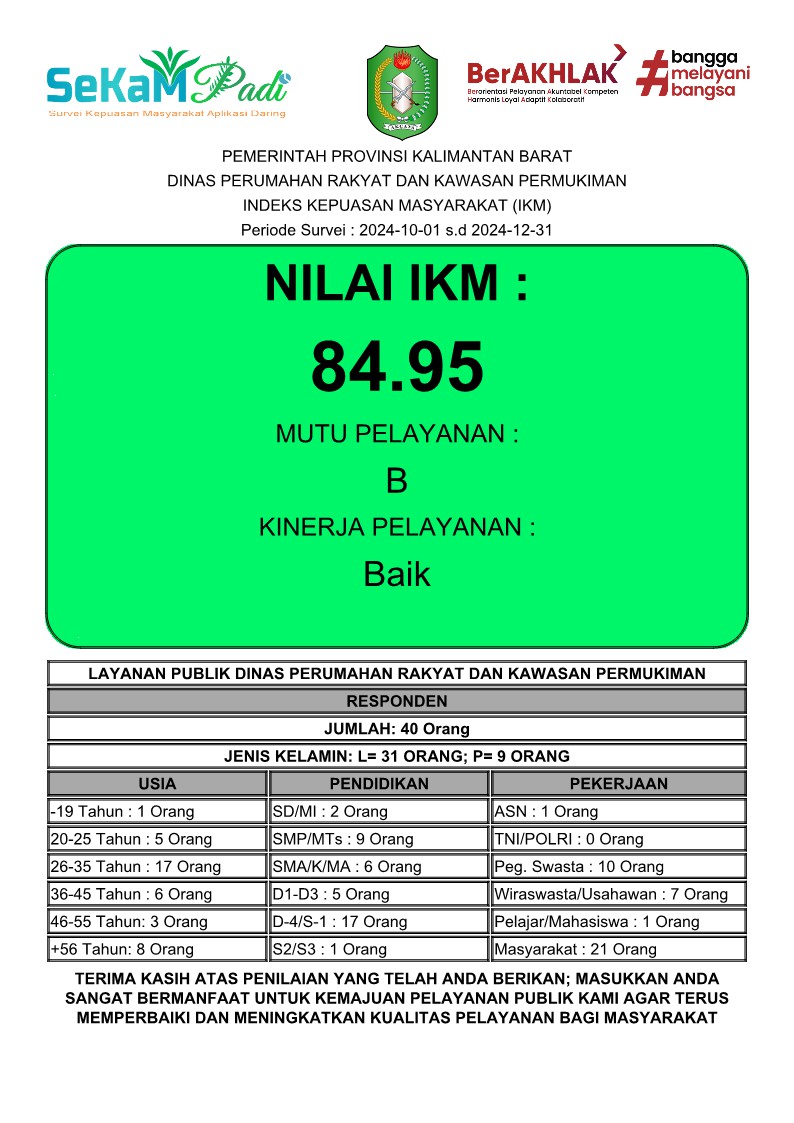 SeKaM Padi
Survei Kepuasan Masyarakat Aplikasi Daring
AKCAYA
BerAKHLAK
Berorientasi Pelayanan Akuntabel Kompeten
Harmonis Loyal Adaptif Kolaboratif
#bangga
melayani
bangsa
PEMERINTAH PROVINSI KALIMANTAN BARAT
DINAS PERUMAHAN RAKYAT DAN KAWASAN PERMUKIMAN
INDEKS KEPUASAN MASYARAKAT (IKM)
Periode Survei : 2024-10-01 s.d 2024-12-31
NILAI IKM :
84.95
MUTU PELAYANAN :
B
KINERJA PELAYANAN :
Baik
LAYANAN PUBLIK DINAS PERUMAHAN RAKYAT DAN KAWASAN PERMUKIMAN
RESPONDEN
JUMLAH: 40 Orang
JENIS KELAMIN: L= 31 ORANG; P= 9 ORANG
USIA PENDIDIKAN PEKERJAAN
-19 Tahun : 1 Orang SD/MI : 2 Orang ASN : 1 Orang
20-25 Tahun : 5 Orang SMP/MTs : 9 Orang TNI/POLRI : 0 Orang
26-35 Tahun : 17 Orang SMA/K/MA : 6 Orang Peg. Swasta : 10 Orang
36-45 Tahun : 6 Orang D1-D3 : 5 Orang Wiraswasta/Usahawan : 7 Orang
46-55 Tahun: 3 Orang D-4/S-1 : 17 Orang Pelajar/Mahasiswa : 1 Orang
+56 Tahun: 8 Orang S2/S3 : 1 Orang Masyarakat : 21 Orang
TERIMA KASIH ATAS PENILAIAN YANG TELAH ANDA BERIKAN; MASUKKAN ANDA
SANGAT BERMANFAAT UNTUK KEMAJUAN PELAYANAN PUBLIK KAMI AGAR TERUS
MEMPERBAIKI DAN MENINGKATKAN KUALITAS PELAYANAN BAGI MASYARAKAT